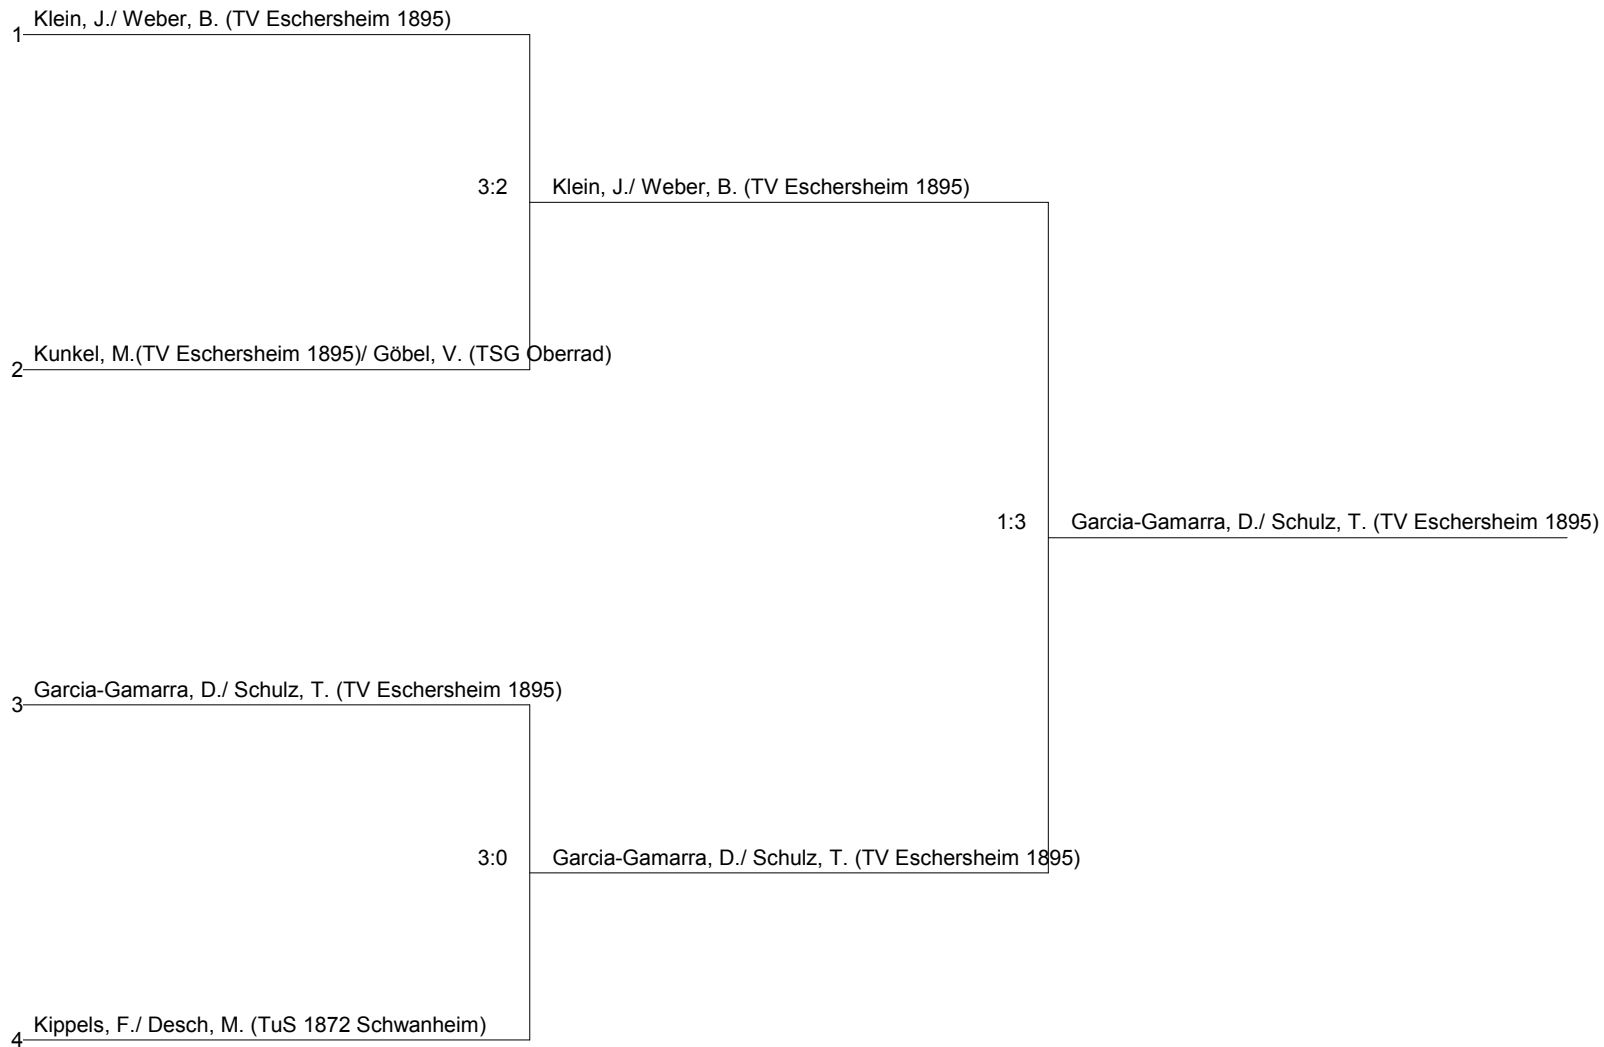 Klein, J./ Weber, B. (TV Eschersheim 1895)
1
3:2 Klein, J./ Weber, B. (TV Eschersheim 1895)
Kunkel, M.(TV Eschersheim 1895)/ Göbel, V. (TSG Oberrad)
2
1:3 Garcia-Gamarra, D./ Schulz, T. (TV Eschersheim 1895)
Garcia-Gamarra, D./ Schulz, T. (TV Eschersheim 1895)
3
3:0 Garcia-Gamarra, D./ Schulz, T. (TV Eschersheim 1895)
Kippels, F./ Desch, M. (TuS 1872 Schwanheim)
4